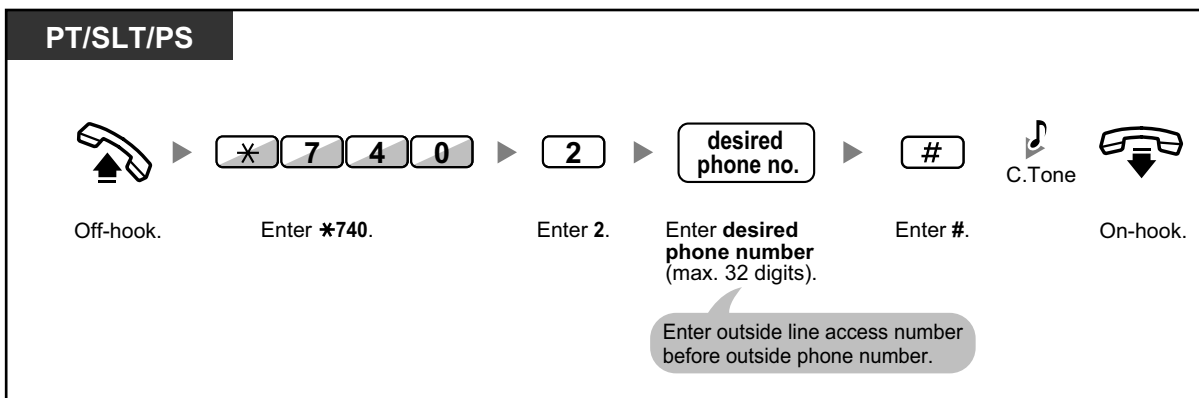 PT/SLT/PS
* 7 4 0
2
desired
phone no.
#
C.Tone
Off-hook.
Enter *740.
Enter 2.
Enter desired
phone number
(max. 32 digits).
Enter #.
On-hook.
Enter outside line access number
before outside phone number.